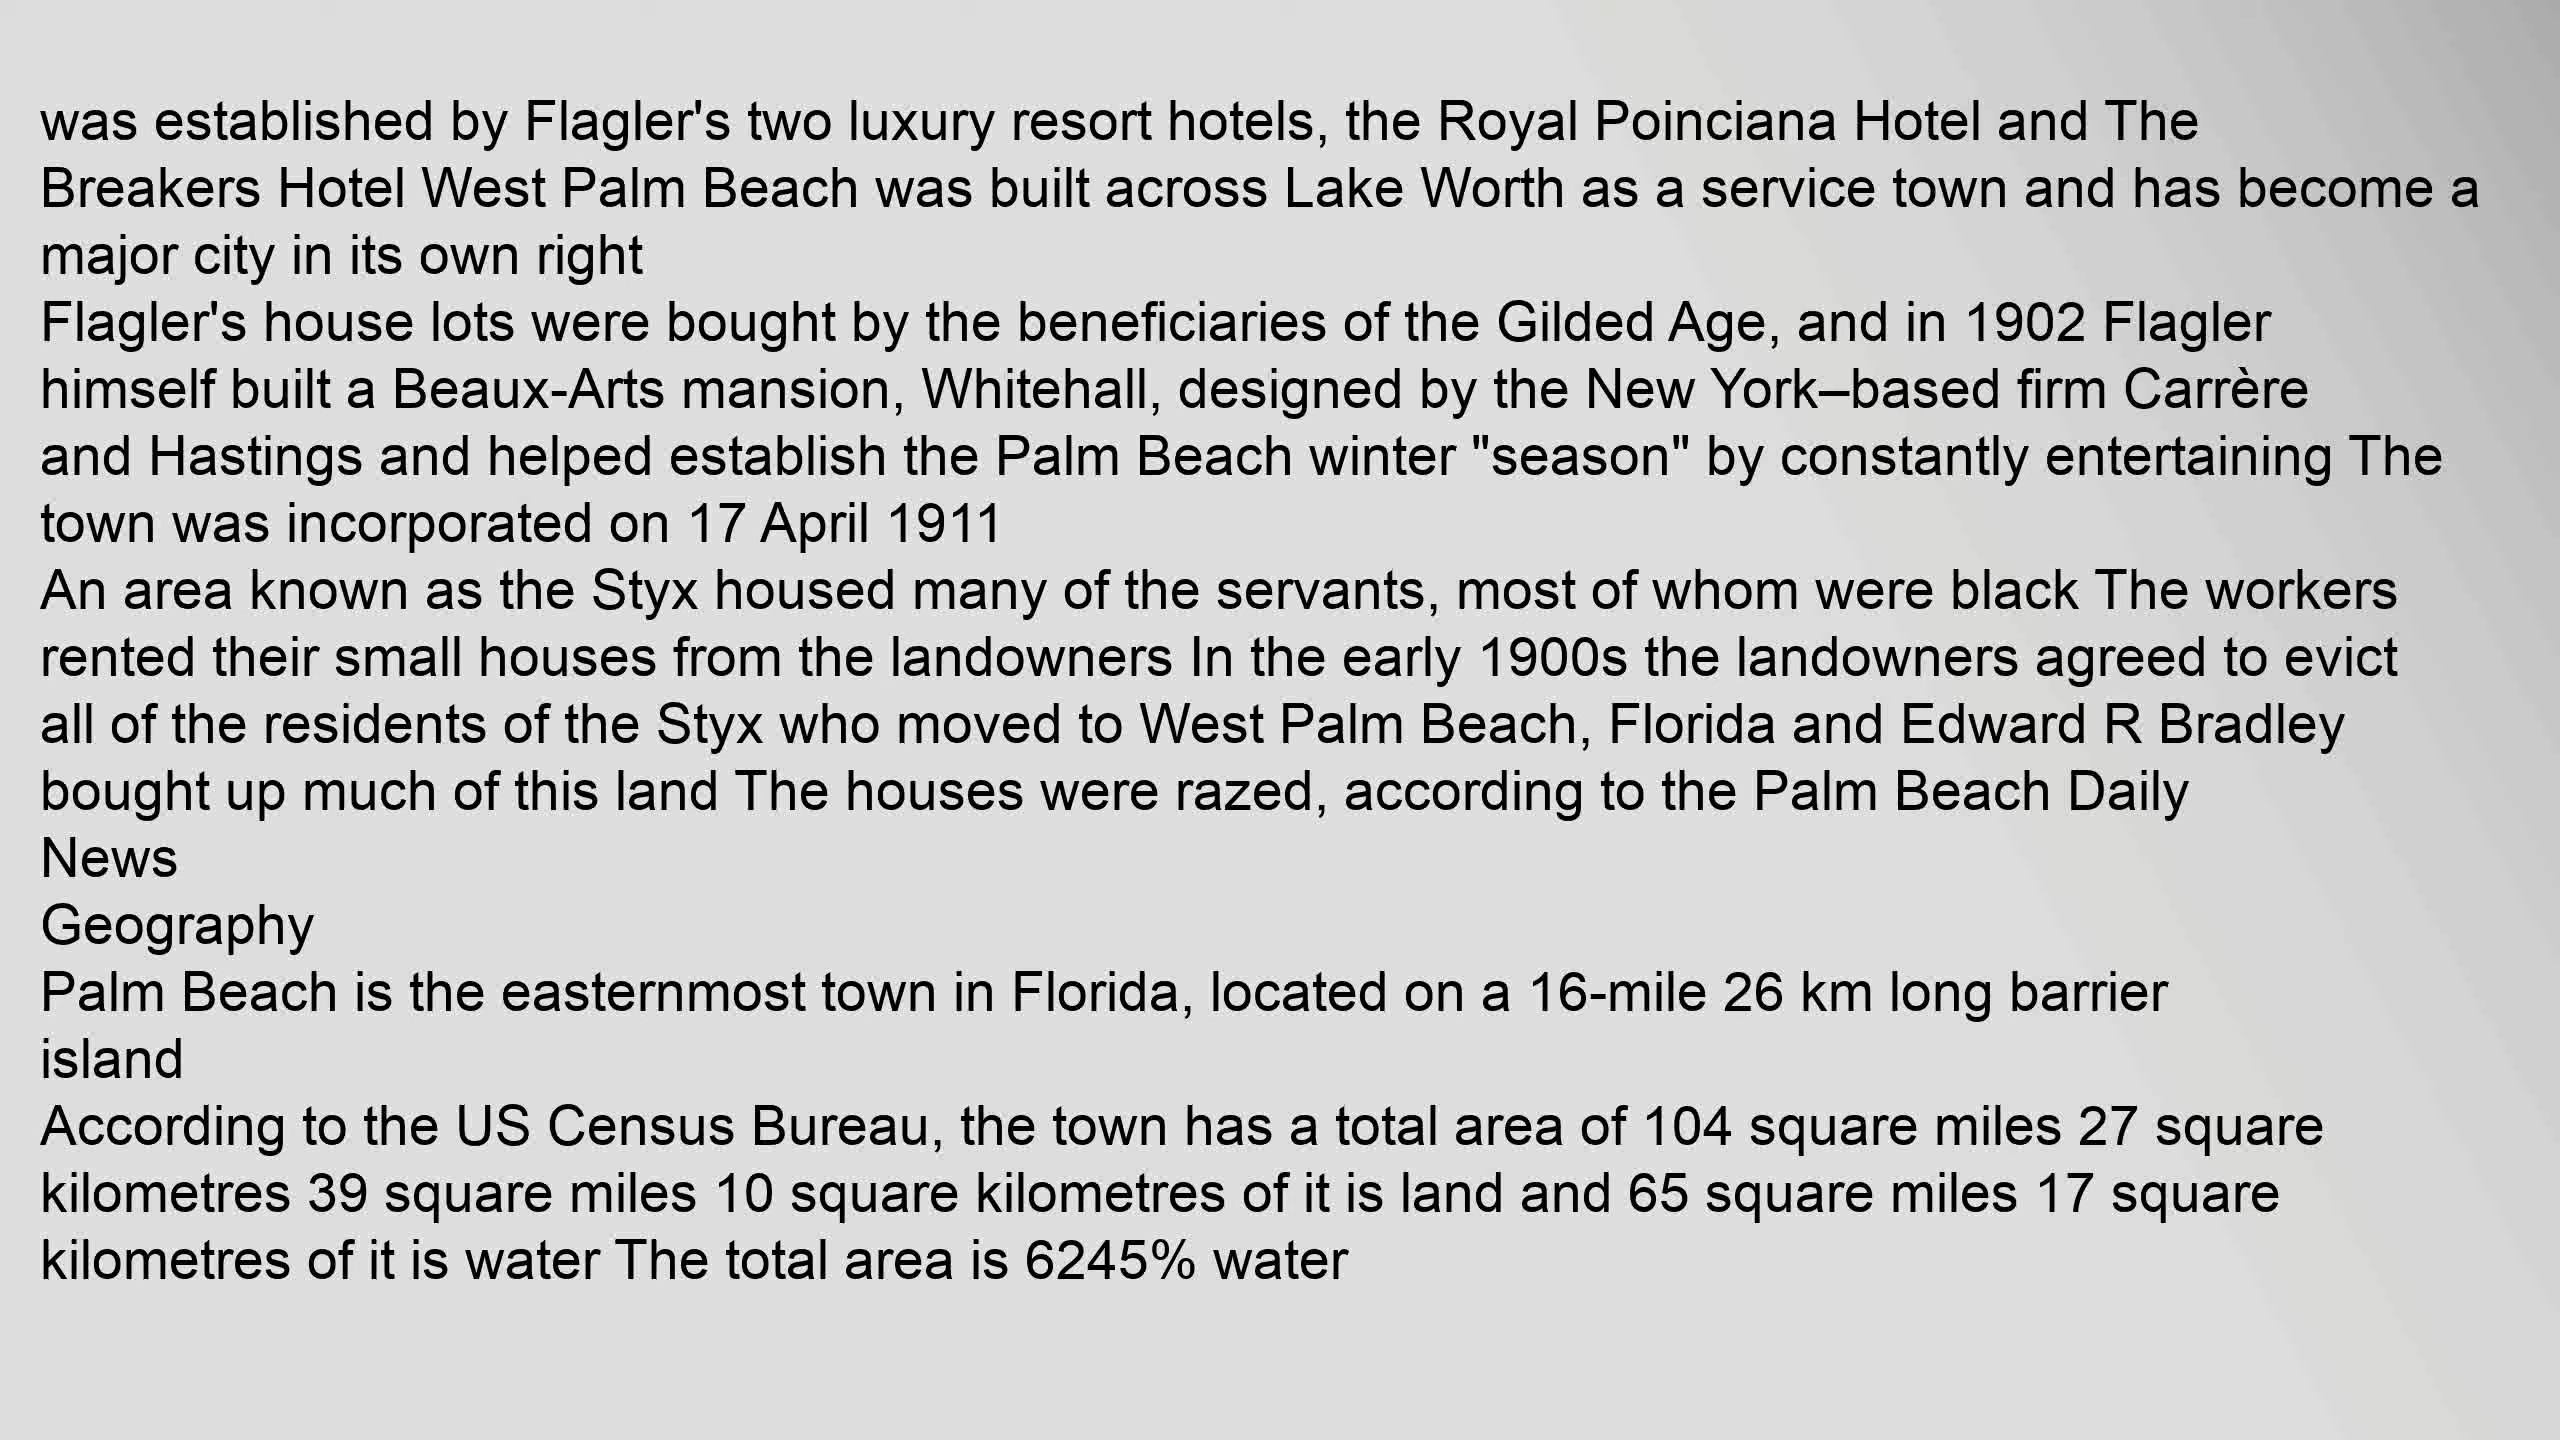 was established by Flagler's two luxury resort hotels, the Royal Poinciana Hotel and The
Breakers Hotel West Palm Beach was built across Lake Worth as a service town and has become a
major city in its own right
Flagler's house lots were bought by the beneficiaries of the Gilded Age, and in 1902 Flagler
himself built a Beaux-Arts mansion, Whitehall, designed by the New York–based firm Carrère
and Hastings and helped establish the Palm Beach winter "season" by constantly entertaining The
town was incorporated on 17 April 1911
An area known as the Styx housed many of the servants, most of whom were black The workers
rented their small houses from the landowners In the early 1900s the landowners agreed to evict
all of the residents of the Styx who moved to West Palm Beach, Florida and Edward R Bradley
bought up much of this land The houses were razed, according to the Palm Beach Daily
News
Geography
Palm Beach is the easternmost town in Florida, located on a 16-mile 26 km long barrier
island
According to the US Census Bureau, the town has a total area of 104 square miles 27 square
kilometres 39 square miles 10 square kilometres of it is land and 65 square miles 17 square
kilometres of it is water The total area is 6245% water